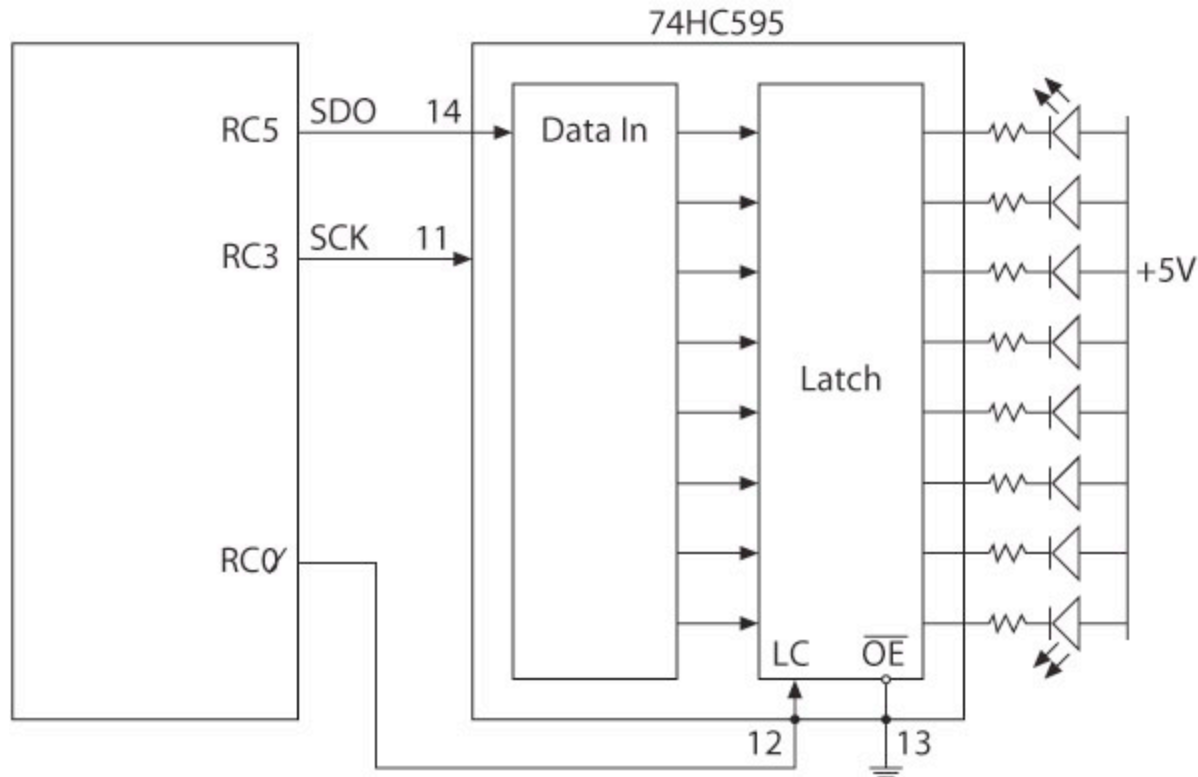 74HC595
RC5
SDO
14
Data In
RC3
SCK
11
+5V
Latch
RC0
LC
OE
12
13